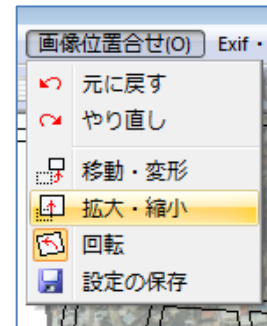 画像位置合せ(O) Exif・
元に戻す
やり直し
移動・変形
拡大・縮小
回転
設定の保存